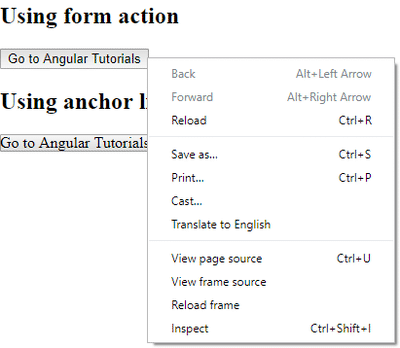 Using form action
Go to Angular Tutorials
Using anchor l
Go to Angular Tutorials
Back Alt+Left Arrow
Forward Alt+Right Arrow
Reload Ctrl+R
Save as... Ctrl+S
Print... Ctrl+P
Cast...
Translate to English
View page source Ctrl+U
View frame source
Reload frame
Inspect Ctrl+Shift+I